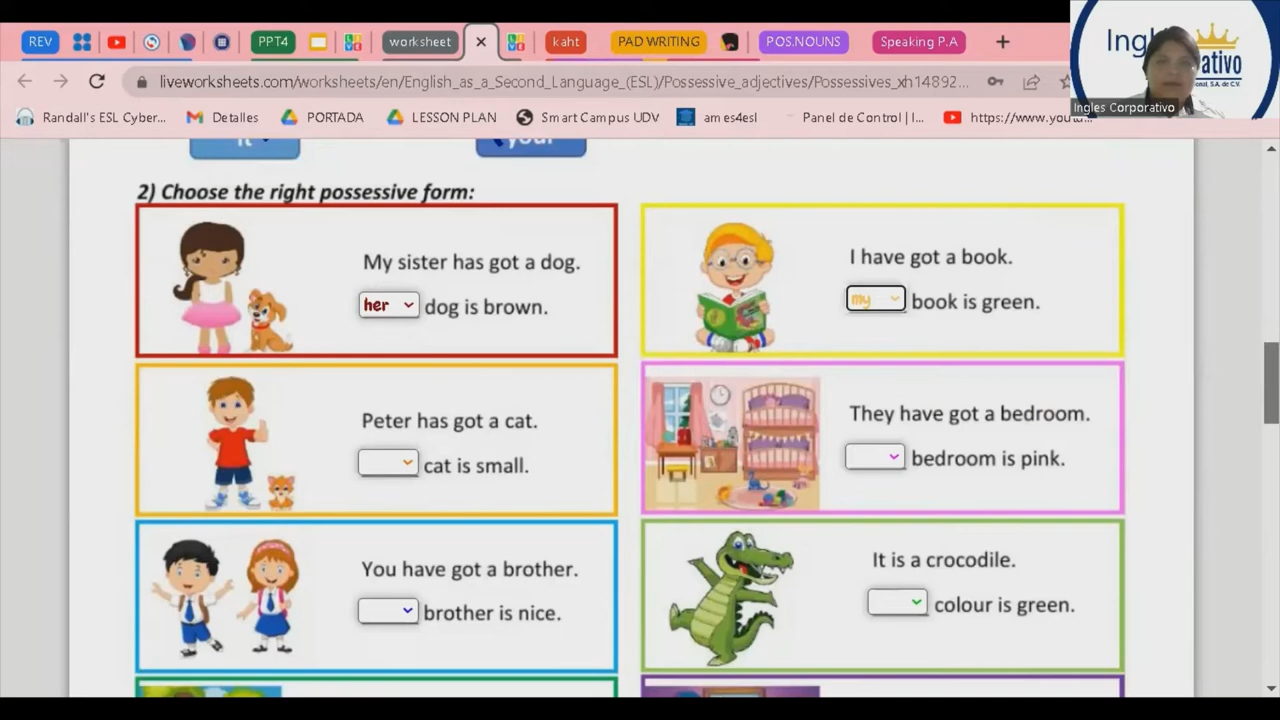 REV
PPT4
worksheet
kaht
PAD WRITING
POS.NOUNS
Speaking P.A
liveworksheets.com/worksheets/en/English_as_a_Second_Language_(ESL)/Possessive_adjectives/Possessives_xh14892...
Randall's ESL Cyber...
Detalles
PORTADA
LESSON PLAN
Smart Campus UDV
am es4esl
Panel de Control | I...
Ingles Corporativo
it
your
2) Choose the right possessive form:
My sister has got a dog.
her dog is brown.
I have got a book.
my book is green.
Peter has got a cat.
cat is small.
They have got a bedroom.
bedroom is pink.
You have got a brother.
brother is nice.
It is a crocodile.
colour is green.